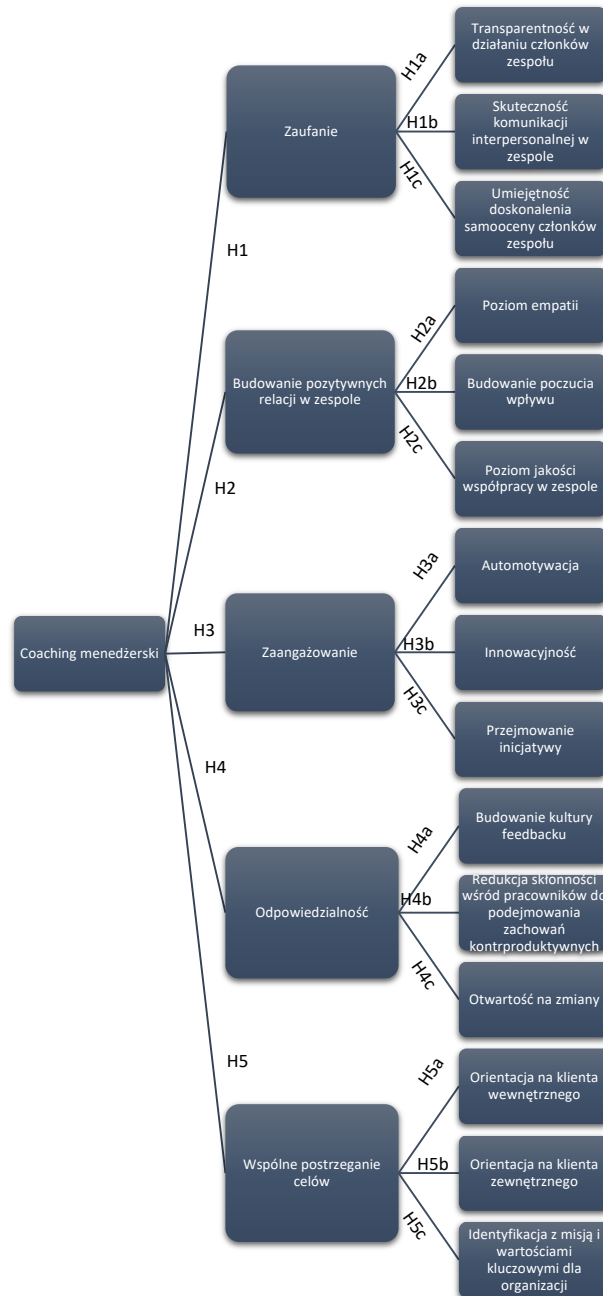 Coaching menedżerski
H1
Zaufanie
H1a
Transparentność w
działaniu członków
zespołu
H1b
Skuteczność
komunikacji
interpersonalnej w
zespole
H1c
Umiejętność
doskonalenia
samooceny członków
zespołu
H2
Budowanie pozytywnych
relacji w zespole
H2a
Poziom empatii
H2b
Budowanie poczucia
wpływu
H2c
Poziom jakości
współpracy w zespole
H3
Zaangażowanie
H3a
Automotywacja
H3b
Innowacyjność
H3c
Przejmowanie
inicjatywy
H4
Odpowiedzialność
H4a
Budowanie kultury
feedbacku
H4b
Redukcja skłonności
wśród pracowników do
podejmowania
zachowań
kontrproduktywnych
H4c
Otwartość na zmiany
H5
Wspólne postrzeganie
celów
H5a
Orientacja na klienta
wewnętrznego
H5b
Orientacja na klienta
zewnętrznego
H5c
Identyfikacja z misją i
wartościami
kluczowymi dla
organizacji